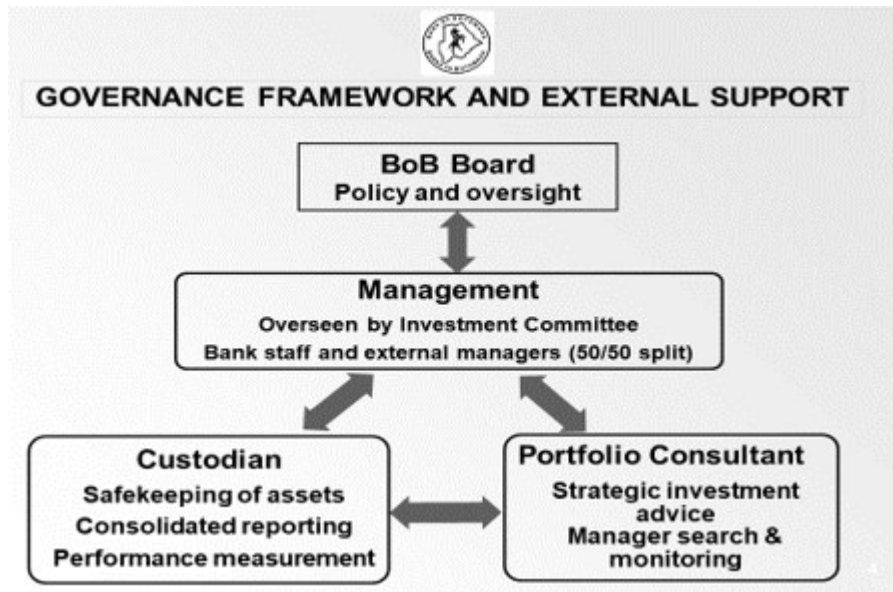 GOVERNANCE FRAMEWORK AND EXTERNAL SUPPORT
BoB Board
Policy and oversight
Management
Overseen by Investment Committee
Bank staff and external managers (50/50 split)
Custodian
Safekeeping of assets
Consolidated reporting
Performance measurement
Portfolio Consultant
Strategic investment
advice
Manager search &
monitoring
4